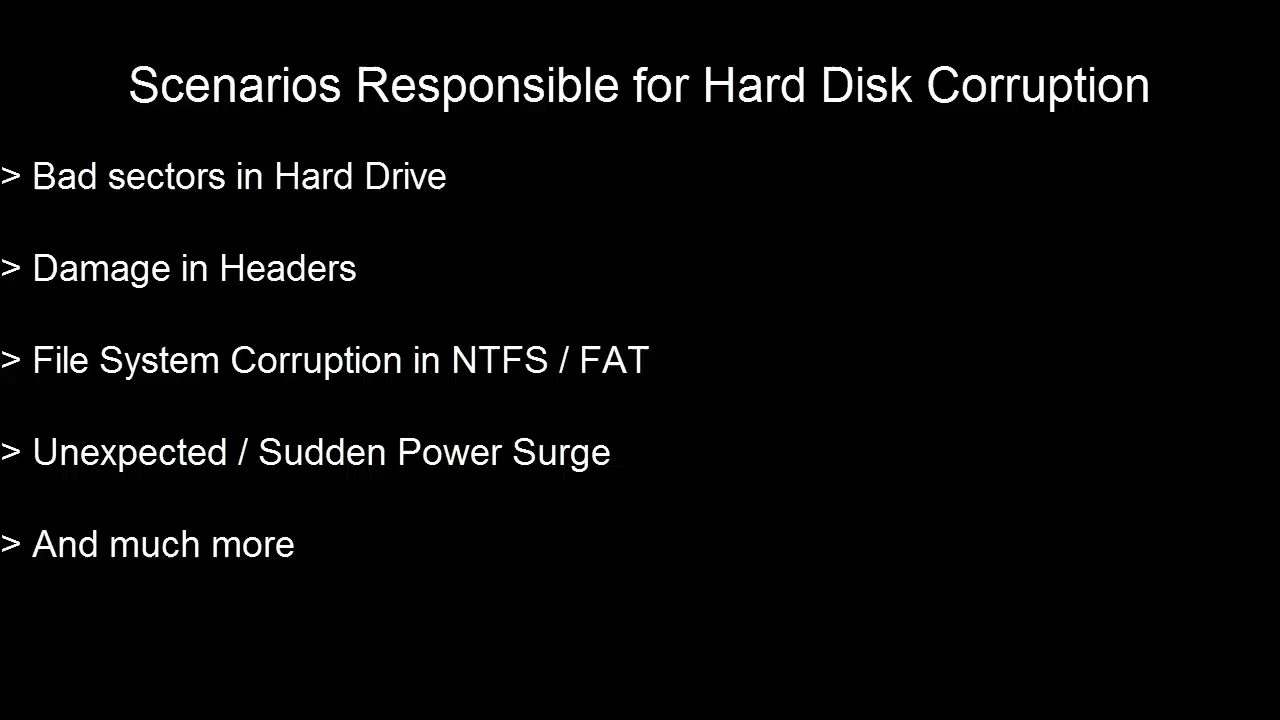 Scenarios Responsible for Hard Disk Corruption
> Bad sectors in Hard Drive
> Damage in Headers
> File System Corruption in NTFS / FAT
> Unexpected / Sudden Power Surge
> And much more